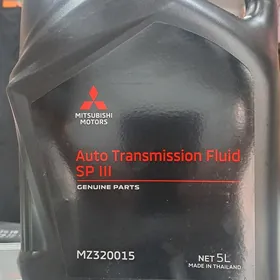 MITSUBISHI
MOTORS
Auto Transmission Fluid
SP III
GENUINE PARTS
MZ320015
NET 5L
MADE IN THAILAND